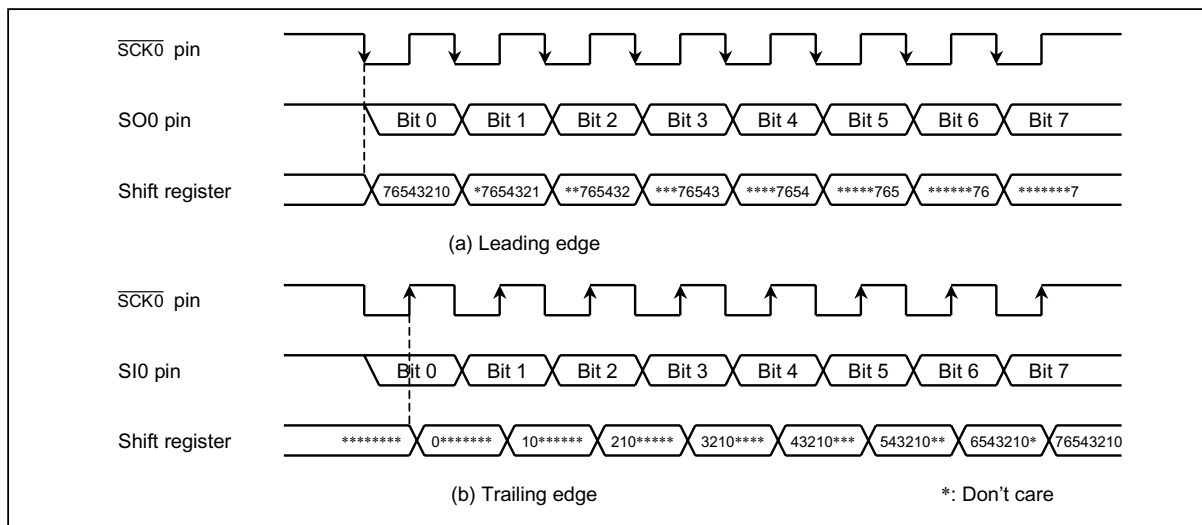 SCK0 pin
SO0 pin Bit 0 Bit 1 Bit 2 Bit 3 Bit 4 Bit 5 Bit 6 Bit 7
Shift register 76543210 *7654321 **765432 ***76543 ****7654 *****765 ******76 *******7
(a) Leading edge
SCK0 pin
SI0 pin Bit 0 Bit 1 Bit 2 Bit 3 Bit 4 Bit 5 Bit 6 Bit 7
Shift register ******** 0******* 10****** 210***** 3210**** 43210*** 543210** 6543210* 76543210
(b) Trailing edge *: Don’t care